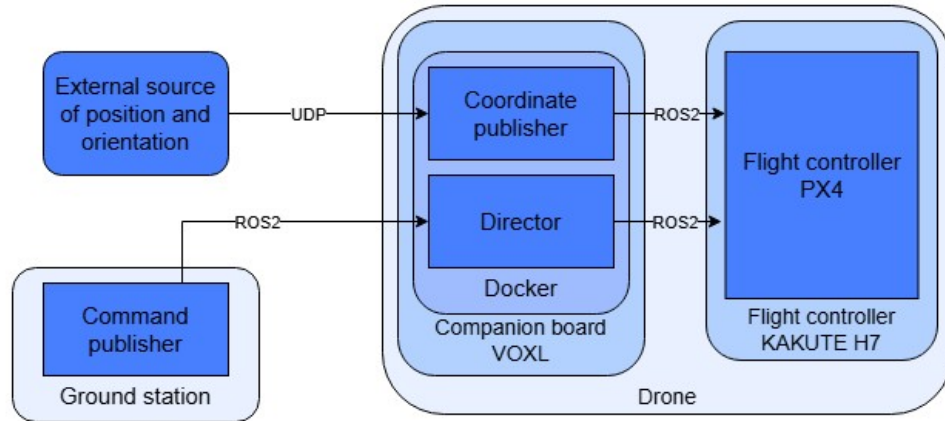 External source
of position and
orientation
UDP
Coordinate
publisher
ROS2
Flight controller
PX4
ROS2
Director
ROS2
Docker
Companion board
VOXL
Flight controller
KAKUTE H7
Command
publisher
Ground station
Drone